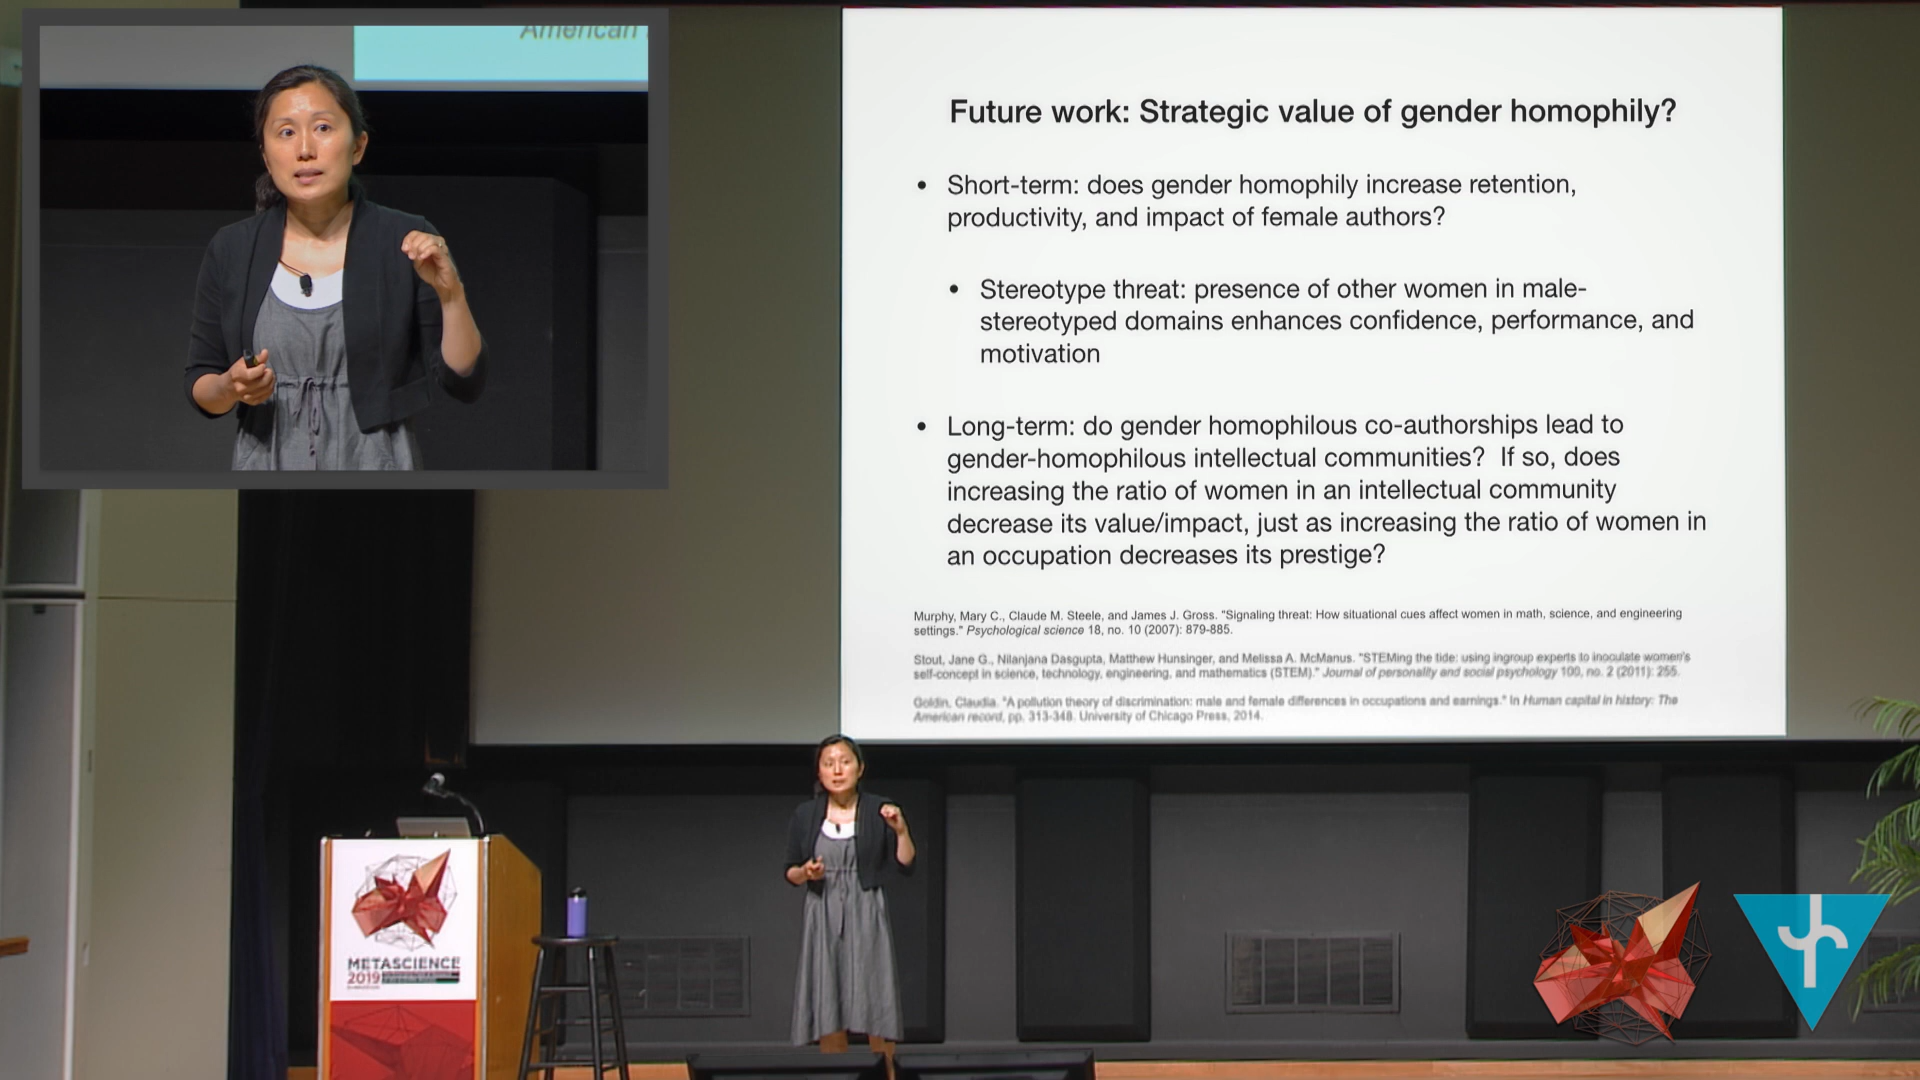 American
Future work: Strategic value of gender homophily?
• Short-term: does gender homophily increase retention,
productivity, and impact of female authors?
• Stereotype threat: presence of other women in male-
stereotyped domains enhances confidence, performance, and
motivation
• Long-term: do gender homophilous co-authorships lead to
gender-homophilous intellectual communities? If so, does
increasing the ratio of women in an intellectual community
decrease its value/impact, just as increasing the ratio of women in
an occupation decreases its prestige?
Murphy, Mary C., Claude M. Steele, and James J. Gross. "Signaling threat: How situational cues affect women in math, science, and engineering
settings." Psychological science 18, no. 10 (2007): 879-885.
Stout, Jane G., Nilanjana Dasgupta, Matthew Hunsinger, and Melissa A. McManus. "STEMing the tide: using ingroup experts to inoculate women's
self-concept in science, technology, engineering, and mathematics (STEM)." Journal of personality and social psychology 100, no. 2 (2011): 255.
Goldin, Claudia. "A pollution theory of discrimination: male and female differences in occupations and earnings." In Human capital in history: The
American record, pp. 313-348. University of Chicago Press, 2014.
METASCIENCE
2019